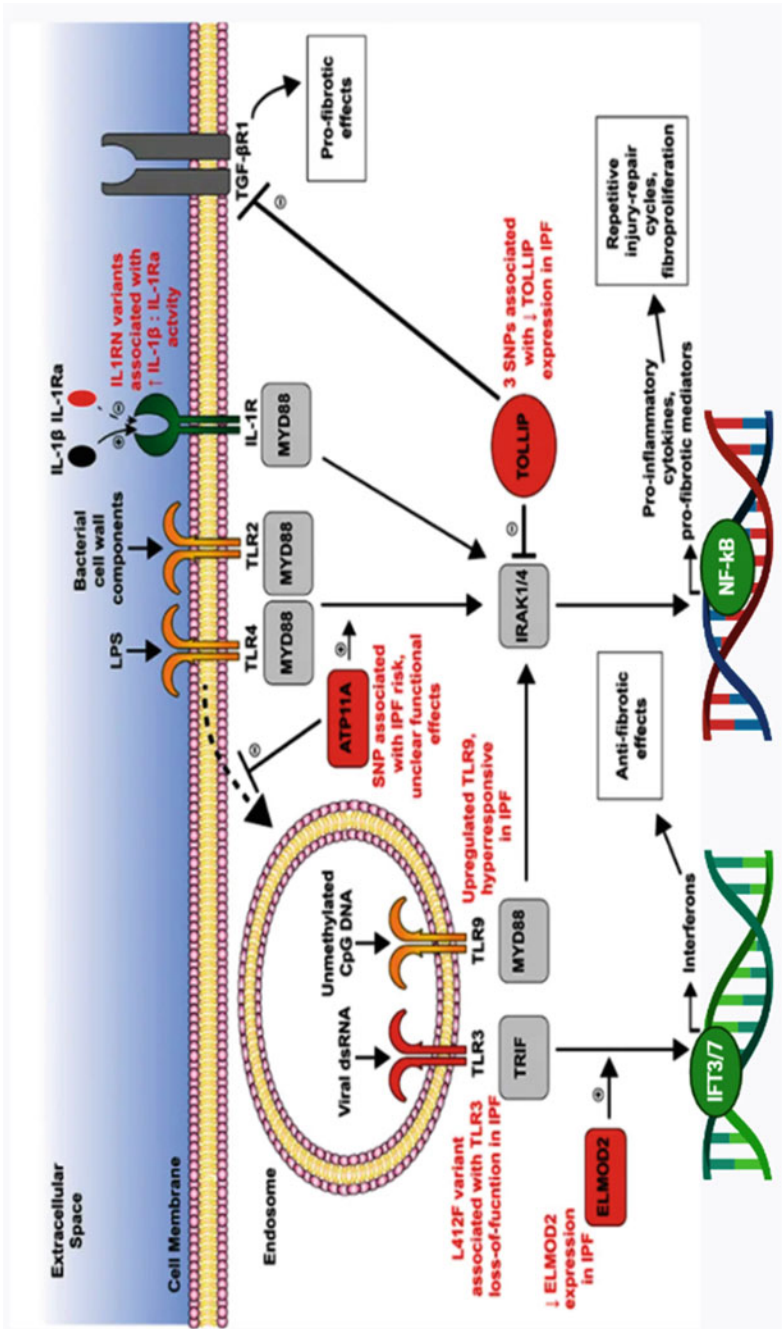 Extracellular
Space
Cell Membrane
Endosome
LPS
Bacterial
cell wall
components
IL-1β IL-1Ra
IL1RN variants
associated with
↑ IL-1β : IL-1Ra
actvity
⊕
⊖
TLR4
TLR2
IL-1R
TGF-βR1
MYD88
MYD88
MYD88
Pro-fibrotic
effects
⊖
⊖
⊕
ATP11A
SNP associated
with IPF risk,
unclear functional
effects
Viral dsRNA
Unmethylated
CpG DNA
TLR3
TLR9
L412F variant
associated with TLR3
loss-of-fucntion in IPF
Upregulated TLR9,
hyperresponsive
in IPF
TRIF
MYD88
IRAK1/4
⊖
TOLLIP
3 SNPs associated
with ↓ TOLLIP
expression in IPF
↓ ELMOD2
expression
in IPF
ELMOD2
⊕
Interferons
Anti-fibrotic
effects
Pro-inflammatory
cytokines,
pro-fibrotic mediators
Repetitive
injury-repair
cycles,
fibroproliferation
IFT3/7
NF-kB